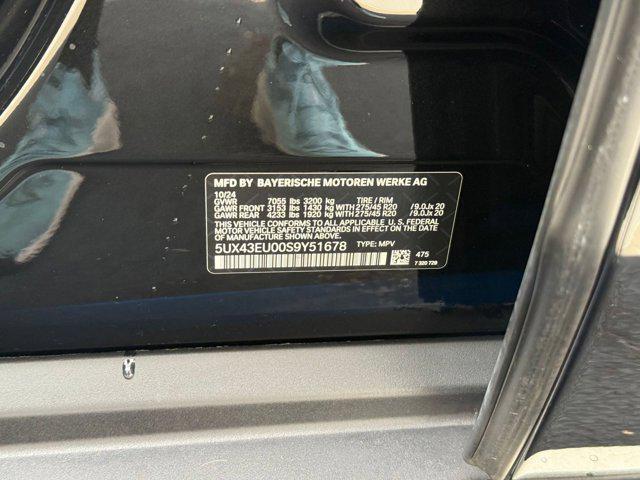 MFD BY BAYERISCHE MOTOREN WERKE AG
10/24
GVWR 7055 lbs 3200 kg TIRE / RIM
GAWR FRONT 3153 lbs 1430 kg WITH 275/45 R20 /9.0Jx 20
GAWR REAR 4233 lbs 1920 kg WITH 275/45 R20 /9.0Jx 20
THIS VEHICLE CONFORMS TO ALL APPLICABLE U.S. FEDERAL
MOTOR VEHICLE SAFETY STANDARDS IN EFFECT ON THE
DATE OF MANUFACTURE SHOWN ABOVE.
5UX43EU00S9Y51678 TYPE: MPV
475
7 320 729